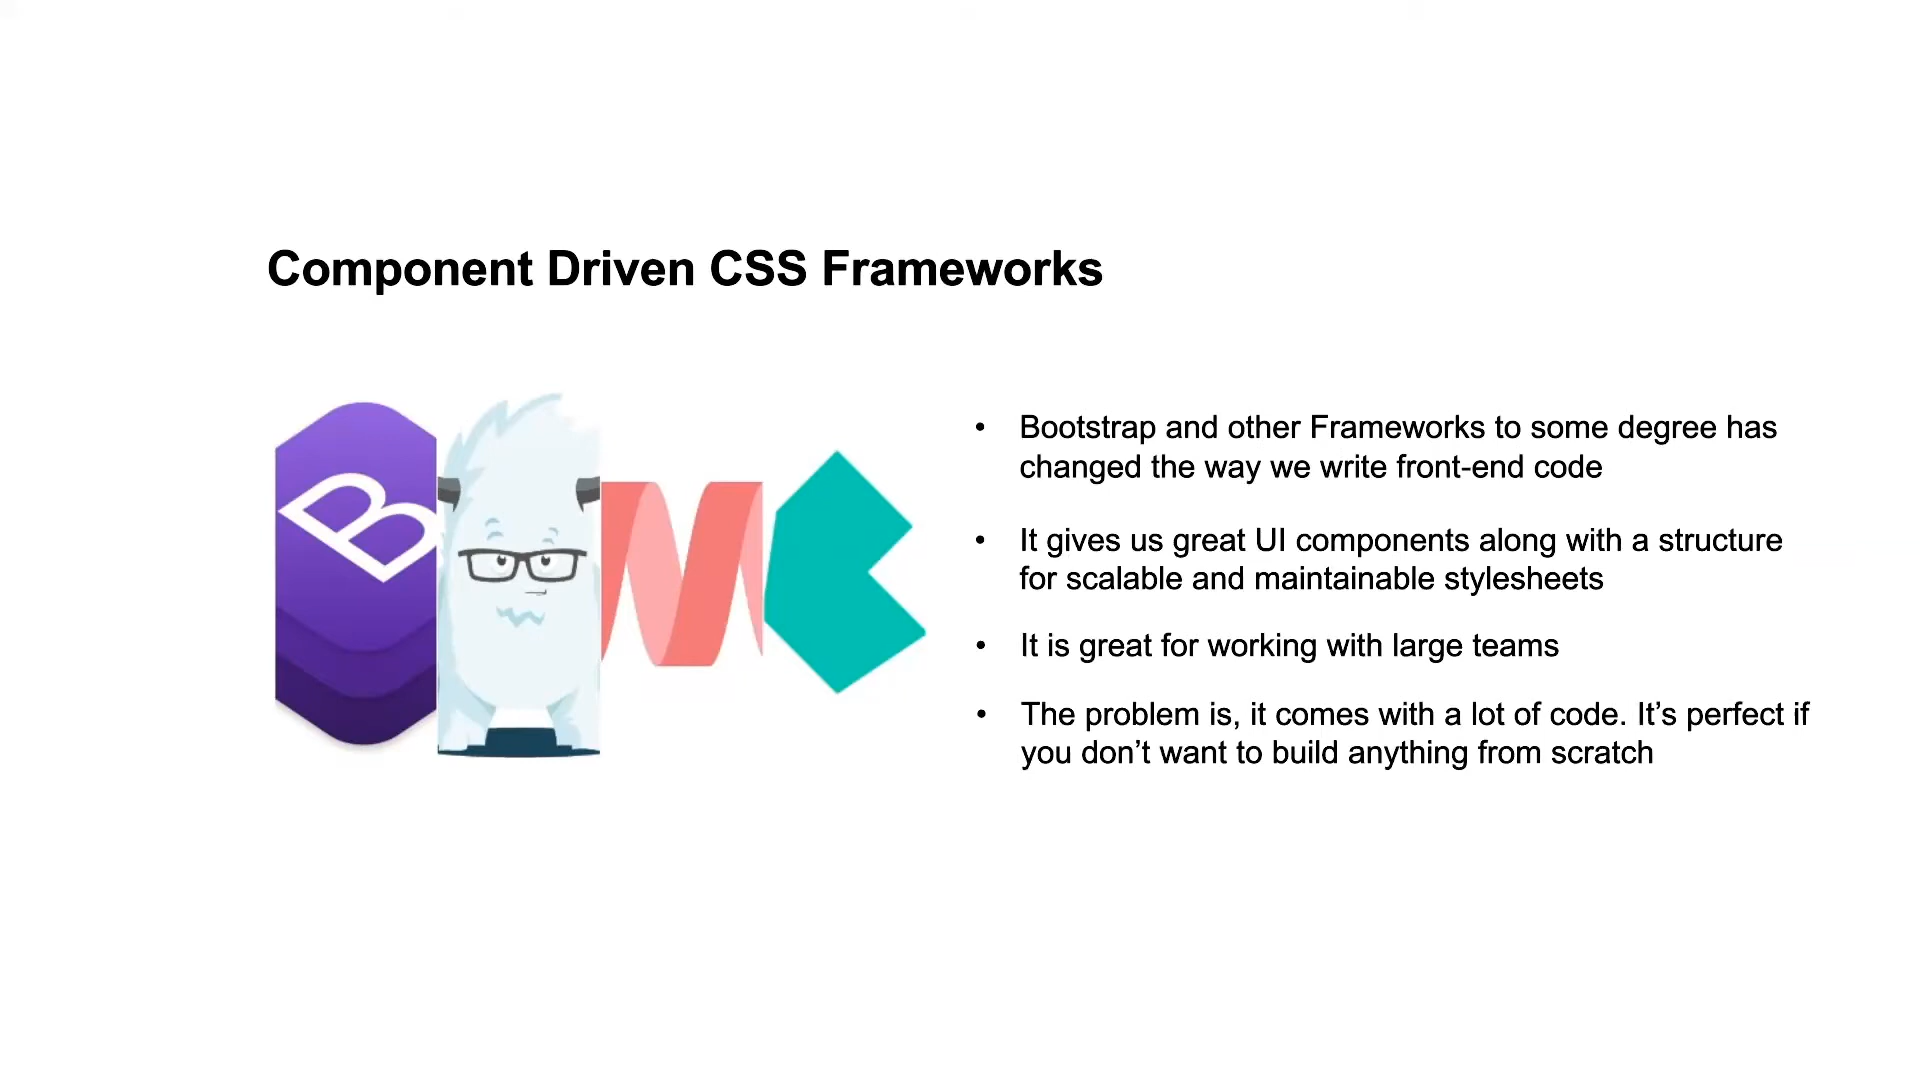 Component Driven CSS Frameworks
B
• Bootstrap and other Frameworks to some degree has
changed the way we write front-end code
• It gives us great UI components along with a structure
for scalable and maintainable stylesheets
• It is great for working with large teams
• The problem is, it comes with a lot of code. It’s perfect if
you don’t want to build anything from scratch